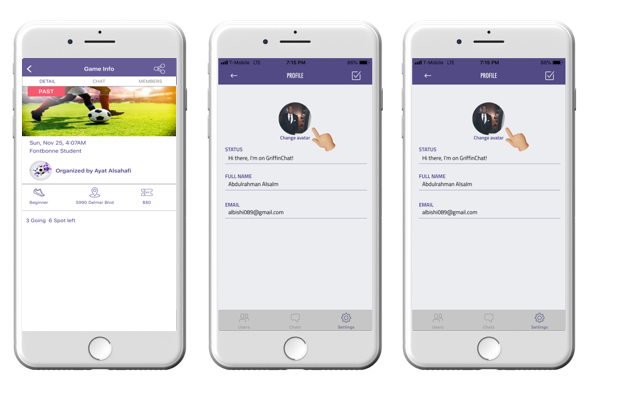 Game Info
DETAIL CHAT MEMBERS
PAST
Sun, Nov 25, 4:07AM
Fontbonne Student
Organized by Ayat Alsahafi
Beginner 5990 Delmar Blvd $50
3 Going 6 Spot left
T-Mobile LTE 7:15 PM 86%
PROFILE
Change avatar
STATUS
Hi there, I'm on GriffinChat!
FULL NAME
Abdulrahman Alsalm
EMAIL
albishi089@gmail.com
Users Chats Settings
T-Mobile LTE 7:15 PM 86%
PROFILE
Change avatar
STATUS
Hi there, I'm on GriffinChat!
FULL NAME
Abdulrahman Alsalm
EMAIL
albishi089@gmail.com
Users Chats Settings